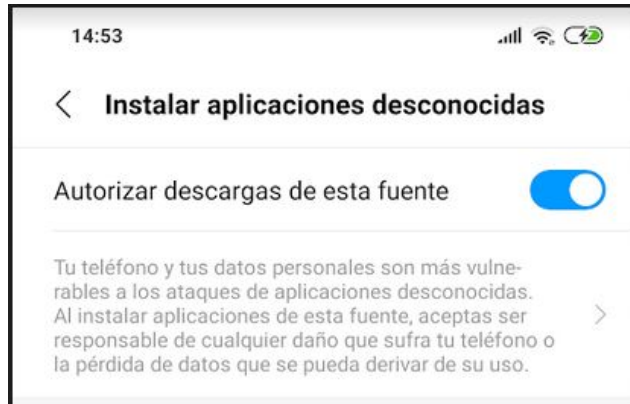 14:53
Instalar aplicaciones desconocidas
Autorizar descargas de esta fuente
Tu teléfono y tus datos personales son más vulne-
rables a los ataques de aplicaciones desconocidas.
Al instalar aplicaciones de esta fuente, aceptas ser
responsable de cualquier daño que sufra tu teléfono o
la pérdida de datos que se pueda derivar de su uso.